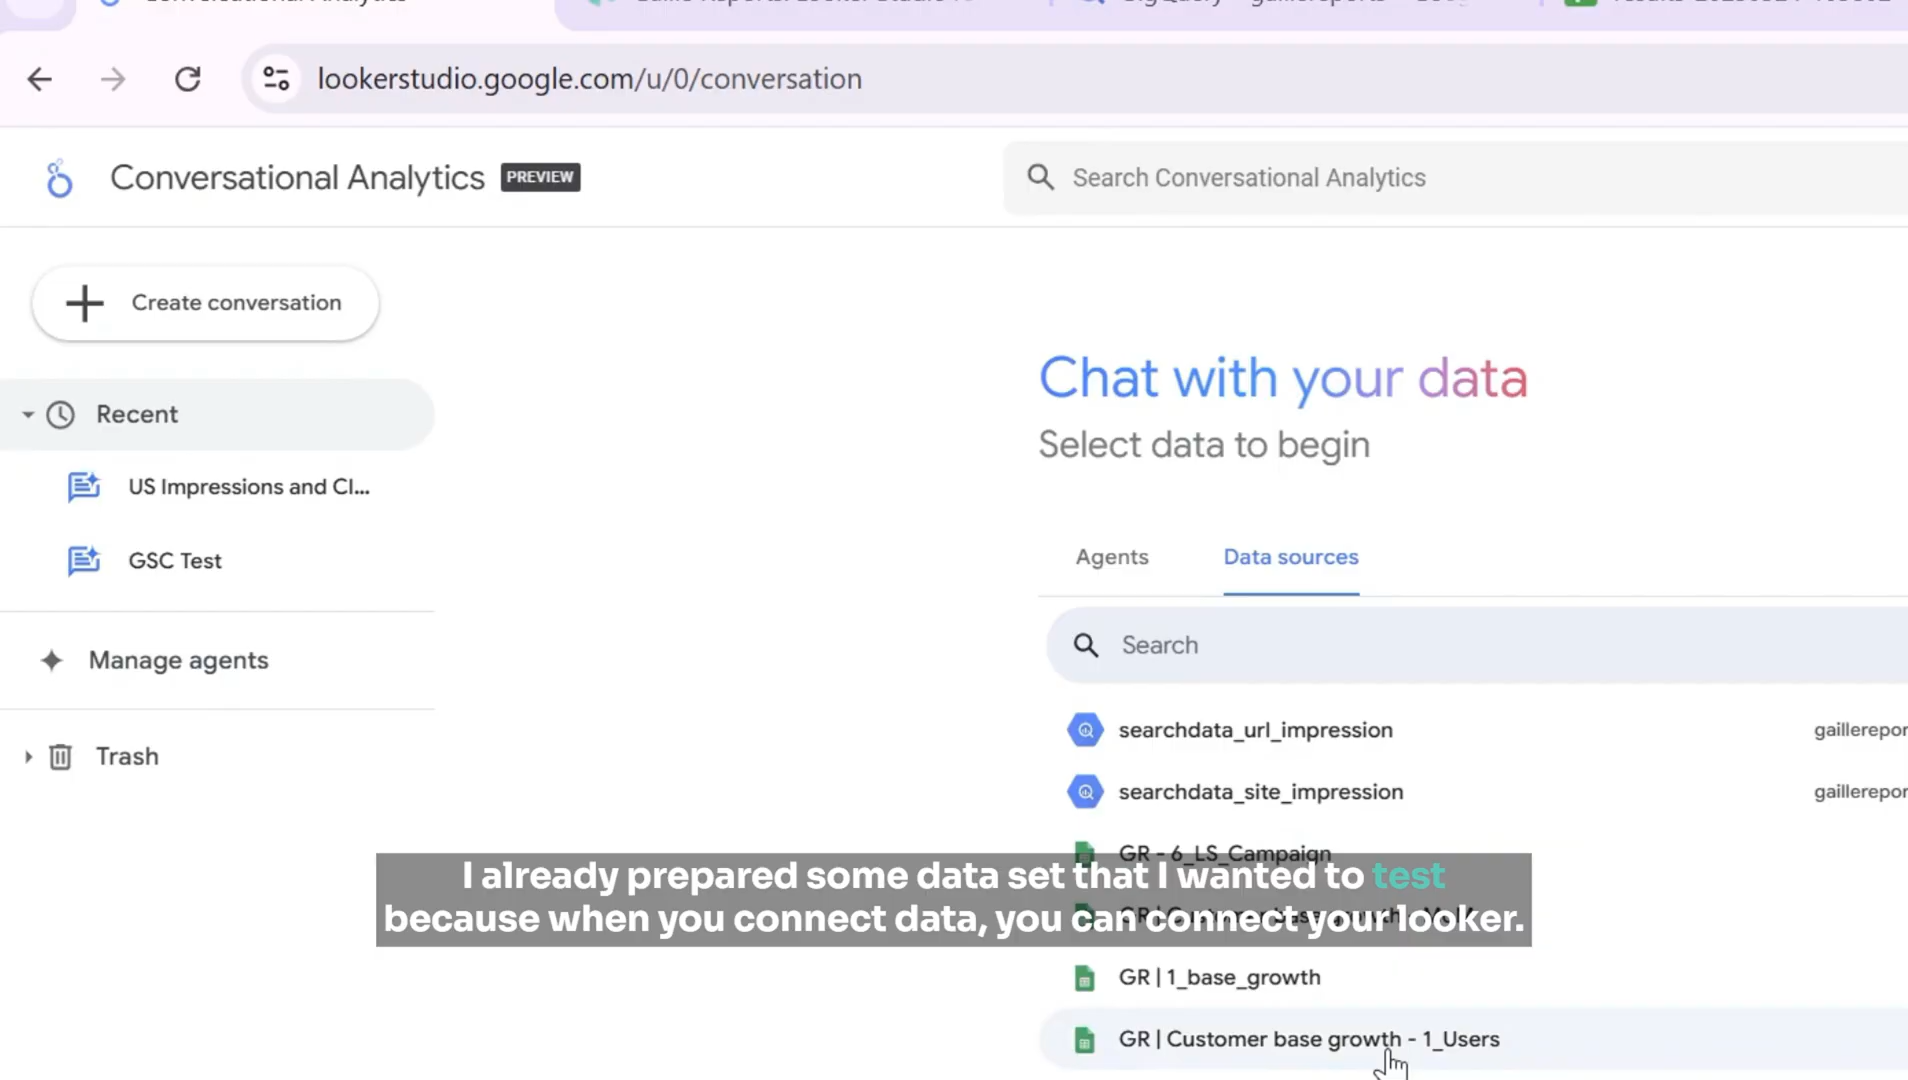 lookerstudio.google.com/u/0/conversation
Conversational Analytics PREVIEW
Search Conversational Analytics
Create conversation
Recent
US Impressions and Cl...
GSC Test
Manage agents
Trash
Chat with your data
Select data to begin
Agents
Data sources
Search
searchdata_url_impression gaillerepor
searchdata_site_impression gaillerepor
GR - 6_LS_Campaign
I already prepared some data set that I wanted to test
because when you connect data, you can connect your looker.
GR | 1_base_growth
GR | Customer base growth - 1_Users